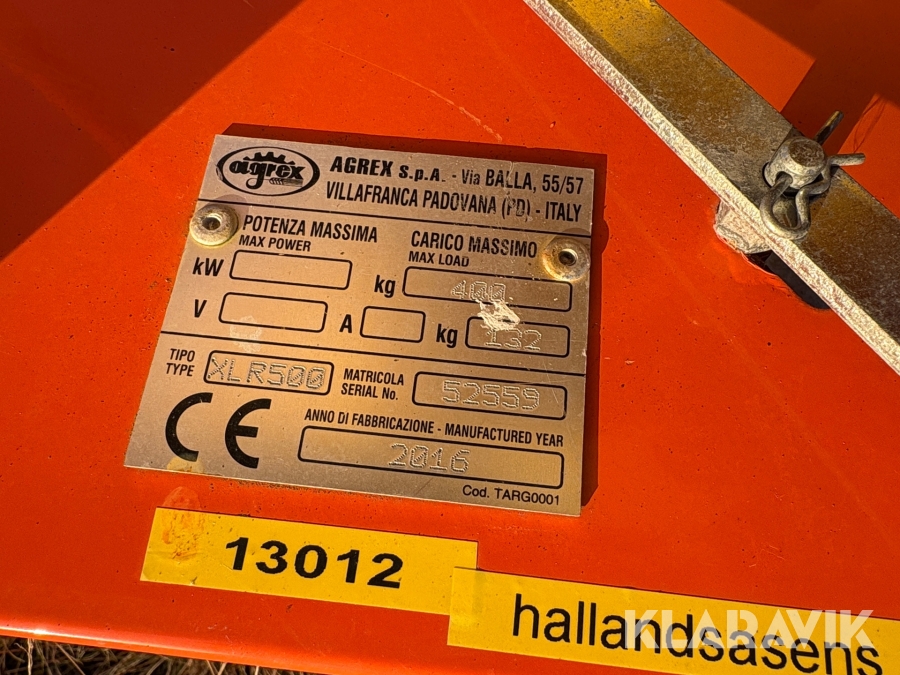 agrex
AGREX S.p.A. - Via BALLA, 55/57
VILLAFRANCA PADOVANA (PD) - ITALY
POTENZA MASSIMA
MAX POWER
CARICO MASSIMO
MAX LOAD
kW
kg 400
V
A
kg 132
TIPO
TYPE
XLR500
MATRICOLA
SERIAL No.
52559
CE
ANNO DI FABBRICAZIONE - MANUFACTURED YEAR
2016
Cod. TARG0001
13012
hallandsasens
KLARAVIK